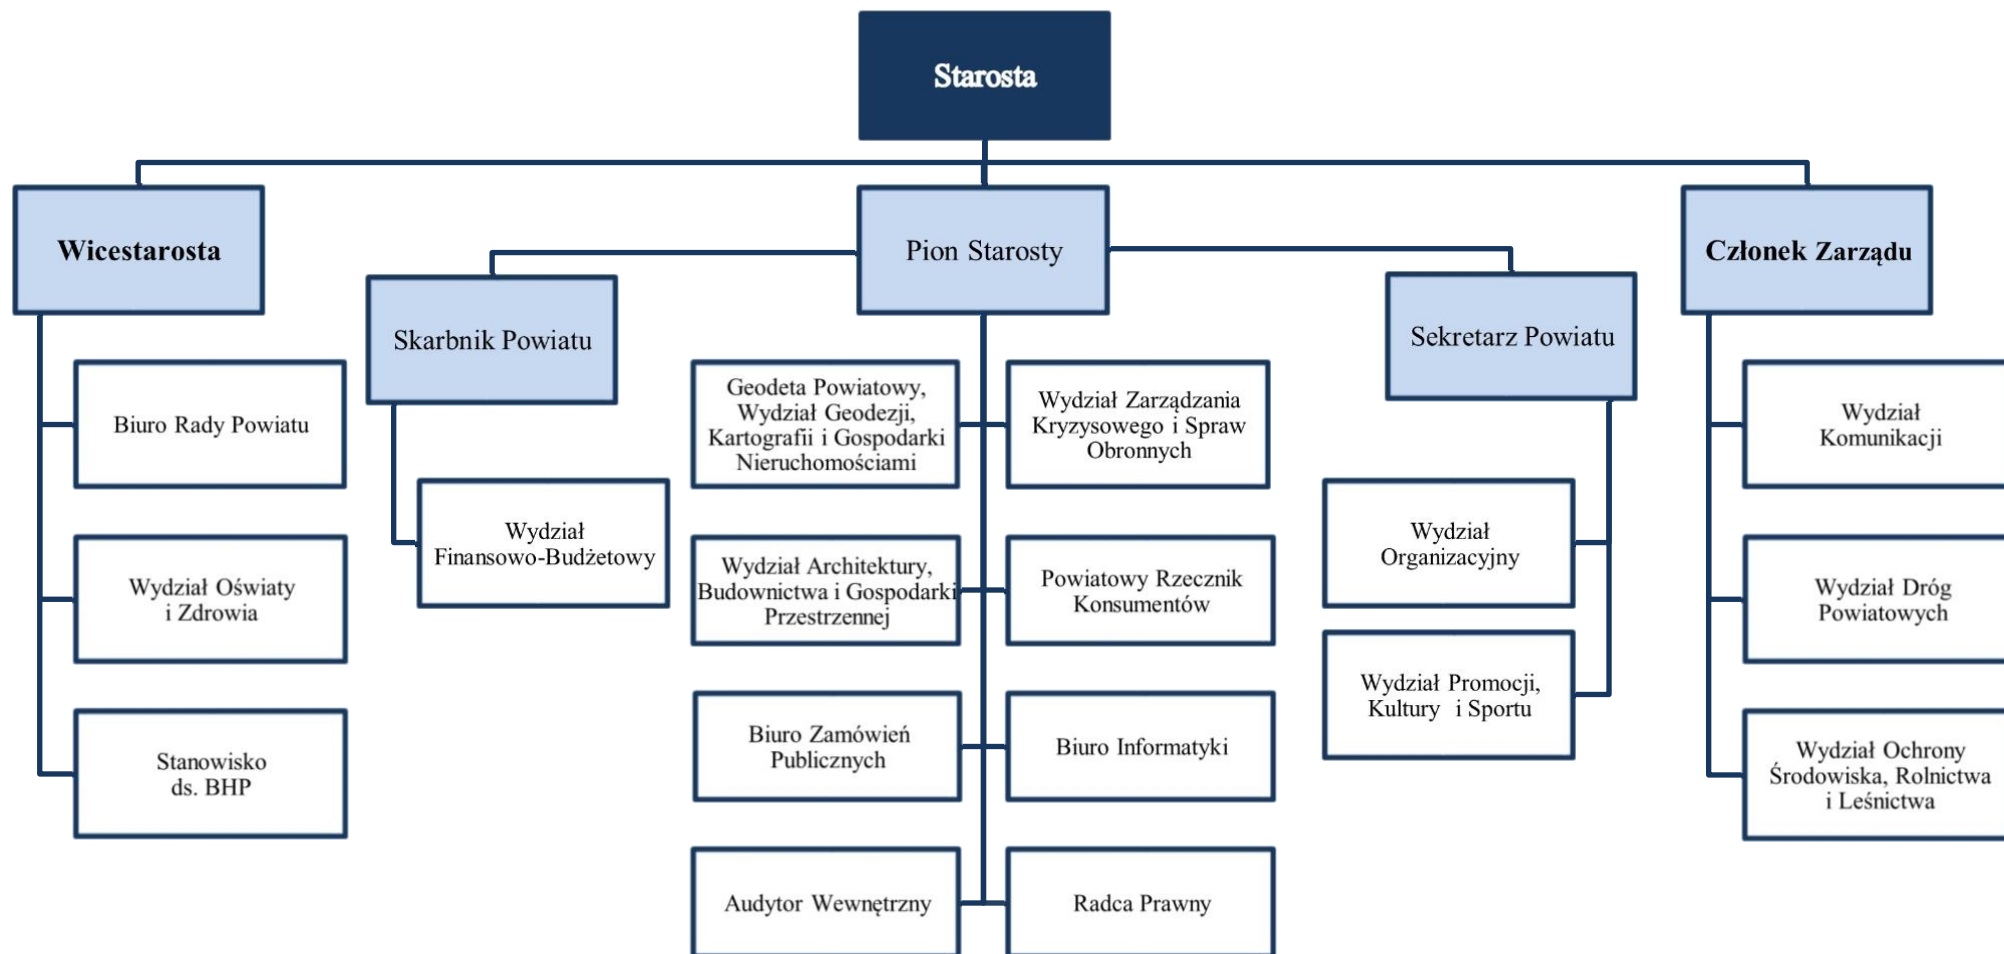 Starosta
Wicestarosta
Pion Starosty
Członek Zarządu
Skarbnik Powiatu
Sekretarz Powiatu
Biuro Rady Powiatu
Wydział Oświaty
i Zdrowia
Stanowisko
ds. BHP
Wydział
Finansowo-Budżetowy
Geodeta Powiatowy,
Wydział Geodezji,
Kartografii i Gospodarki
Nieruchomościami
Wydział Zarządzania
Kryzysowego i Spraw
Obronnych
Wydział Architektury,
Budownictwa i Gospodarki
Przestrzennej
Powiatowy Rzecznik
Konsumentów
Biuro Zamówień
Publicznych
Biuro Informatyki
Audytor Wewnętrzny
Radca Prawny
Wydział
Organizacyjny
Wydział Promocji,
Kultury i Sportu
Wydział
Komunikacji
Wydział Dróg
Powiatowych
Wydział Ochrony
Środowiska, Rolnictwa
i Leśnictwa